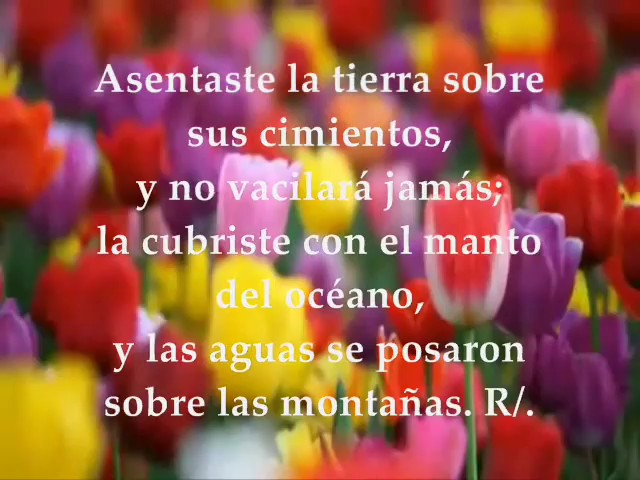 Asentaste la tierra sobre
sus cimientos,
y no vacilará jamás;
la cubriste con el manto
del océano,
y las aguas se posaron
sobre las montañas. R/.